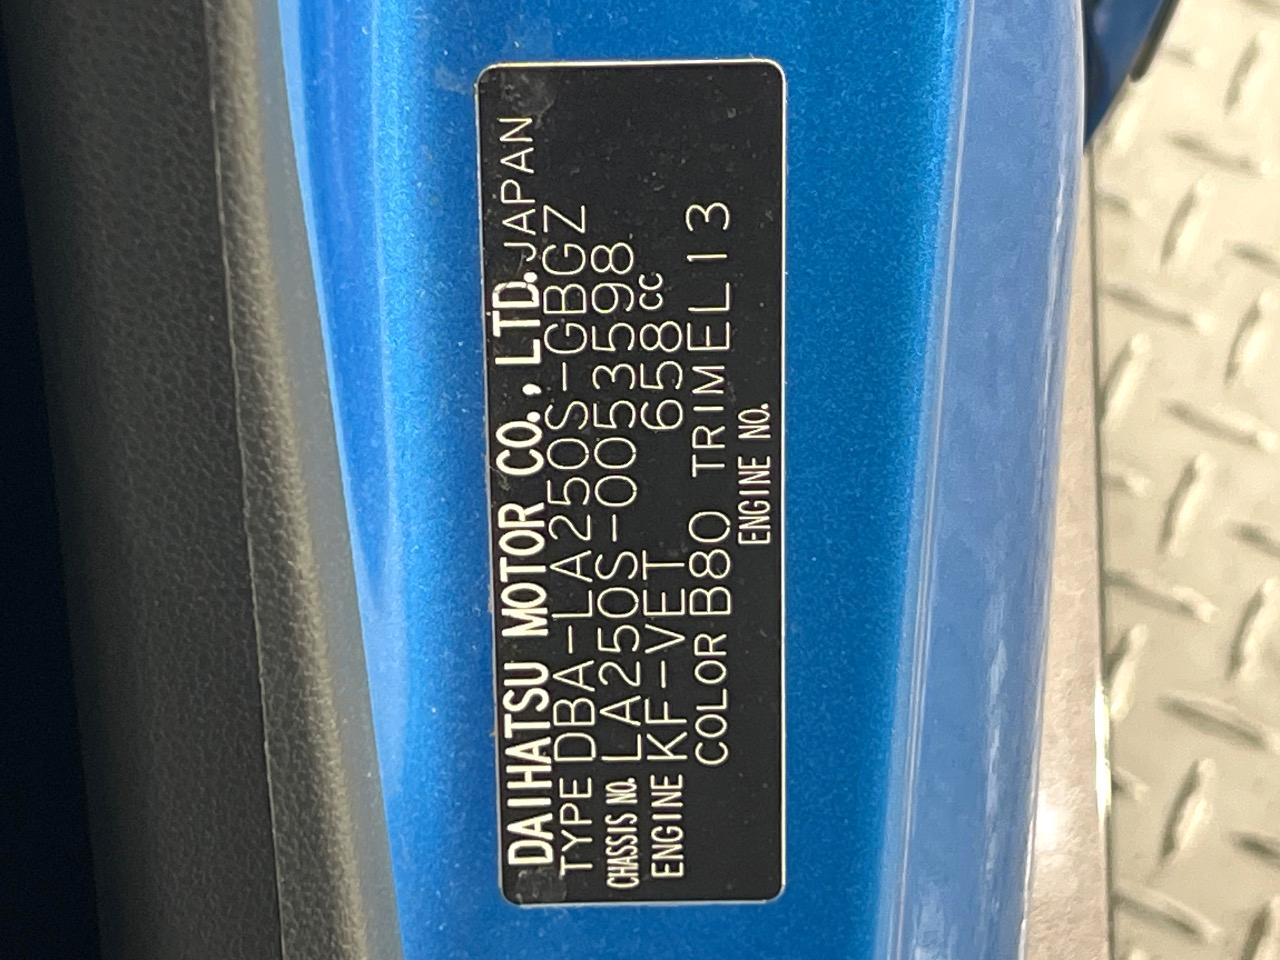 DAIHATSU MOTOR CO., LTD. JAPAN
TYPE DBA-LA250S-GBGZ
CHASSIS NO. LA250S-0053598
ENGINE KF-VET 658cc
COLOR B80 TRIM EL13
ENGINE NO.